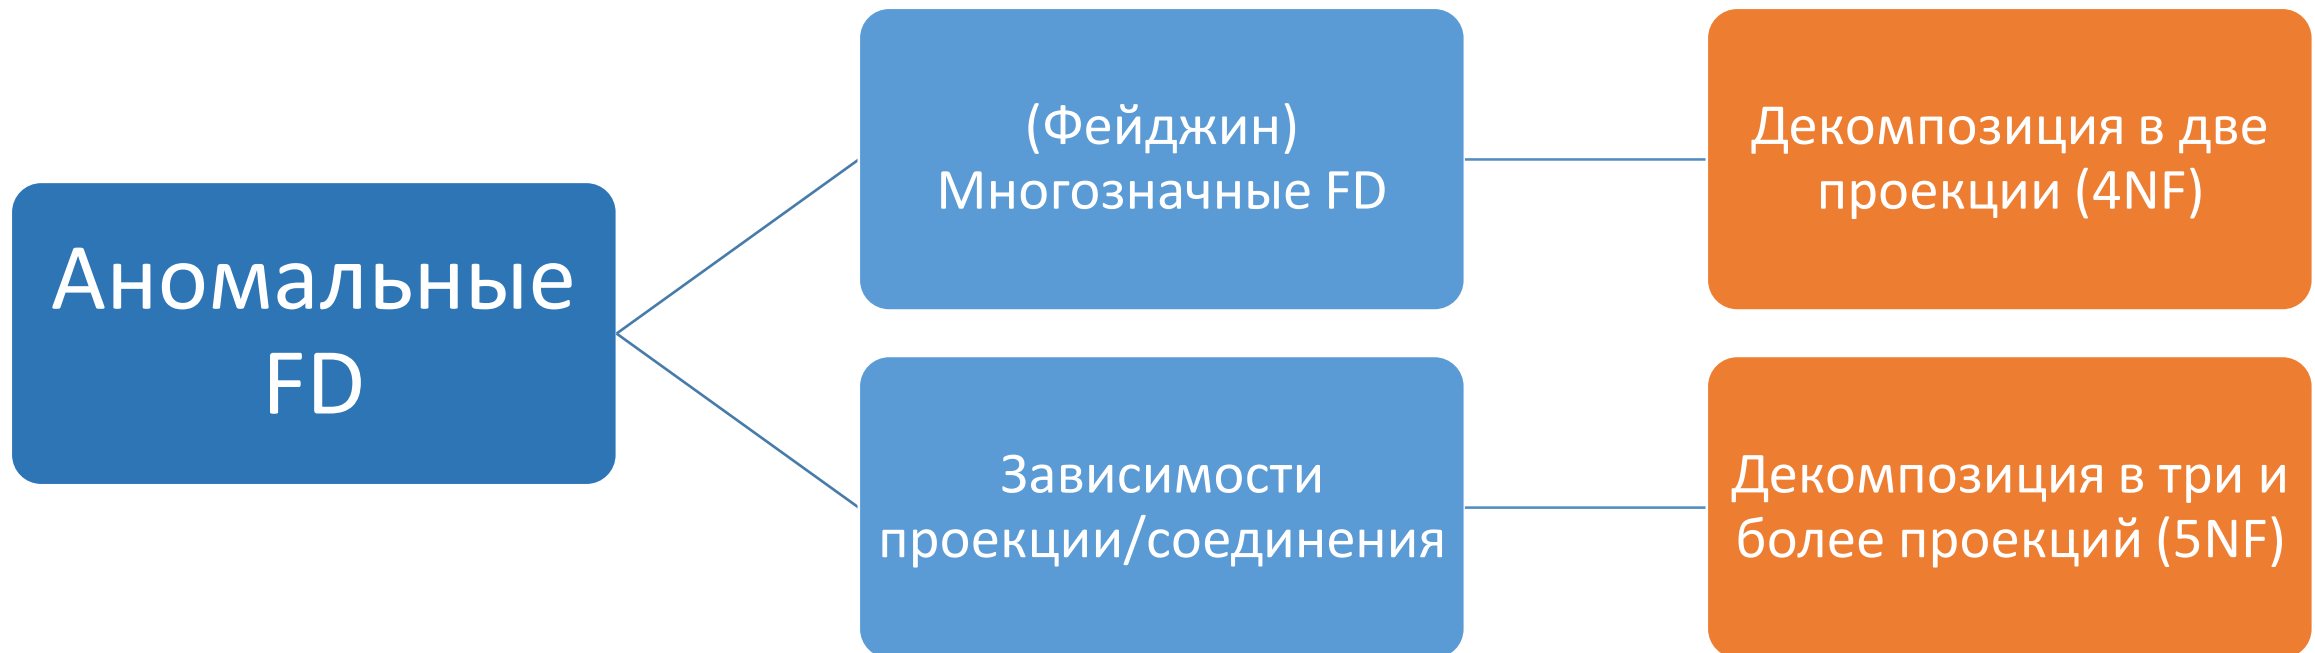 Аномальные
FD
(Фейджин)
Многозначные FD
Декомпозиция в две
проекции (4NF)
Зависимости
проекции/соединения
Декомпозиция в три и
более проекций (5NF)